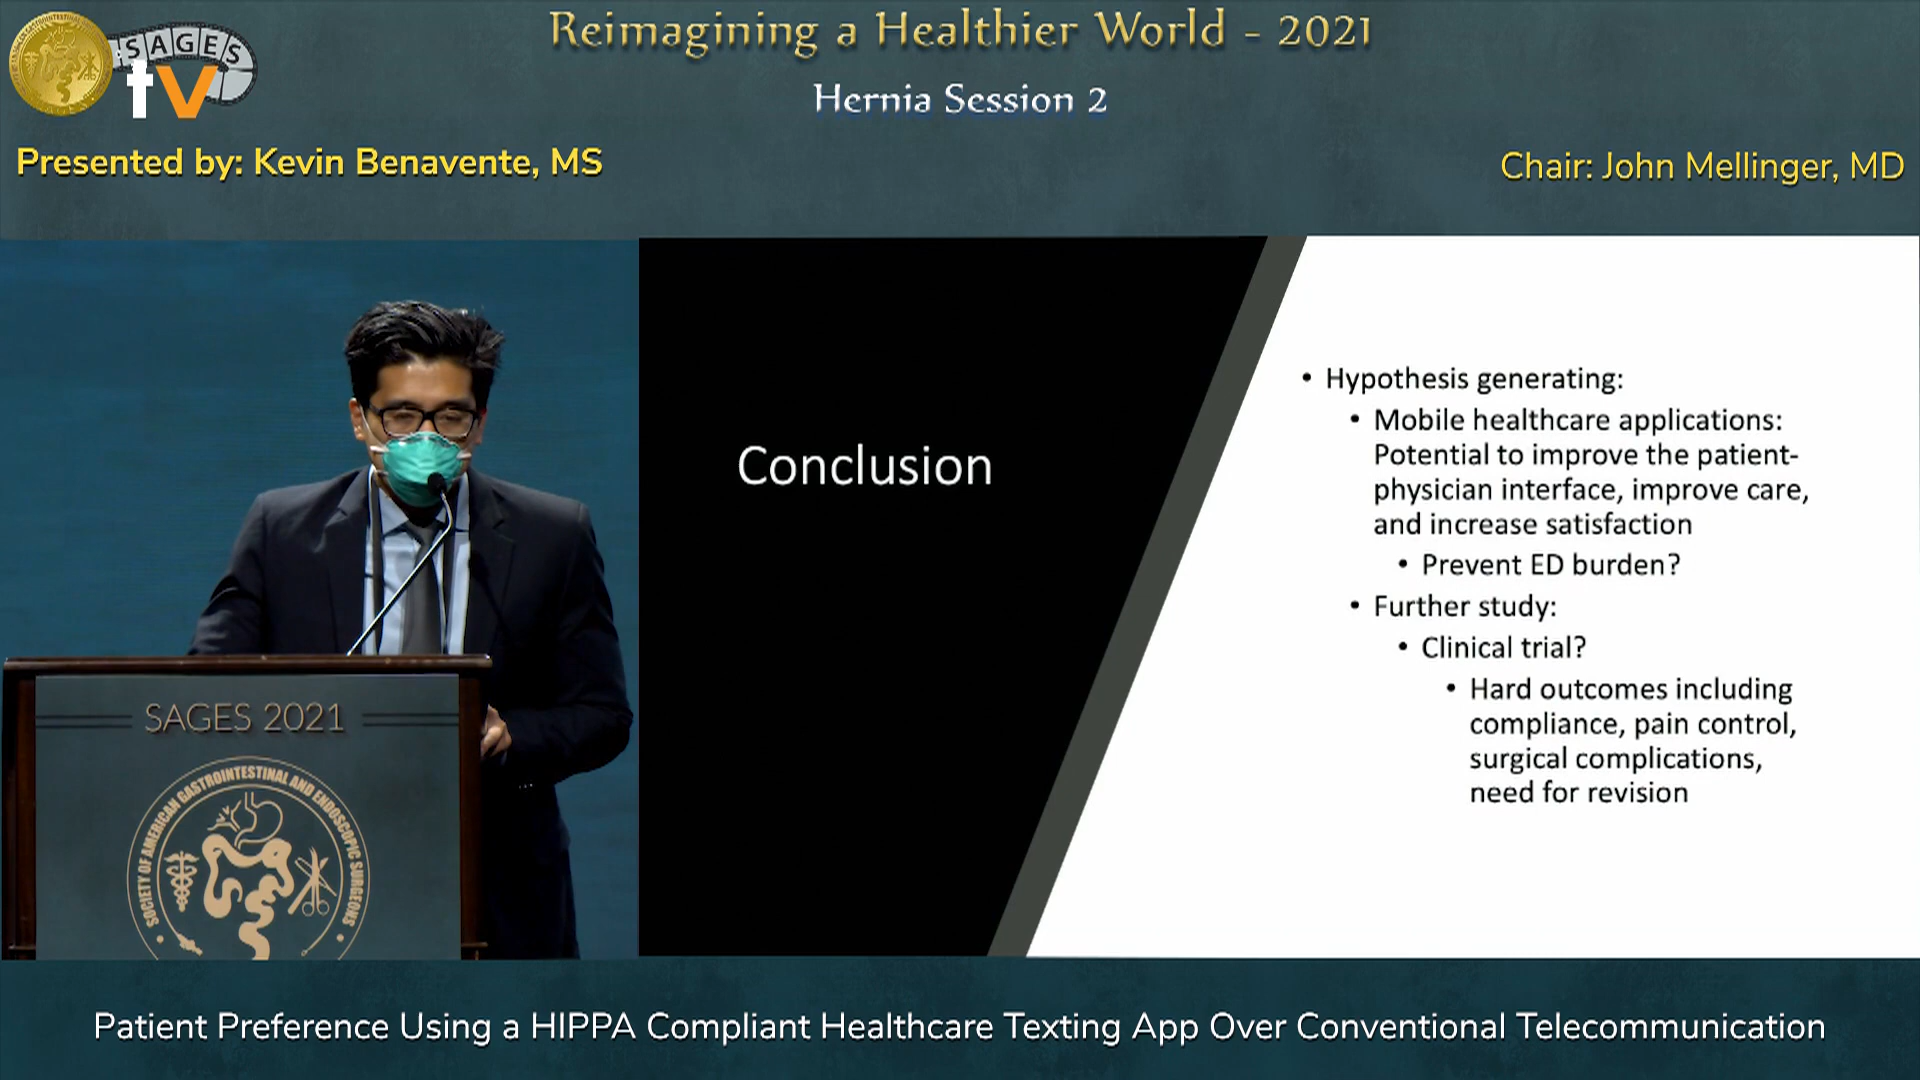 Reimagining a Healthier World - 2021
SAGES
tv
Hernia Session 2
Presented by: Kevin Benavente, MS
Chair: John Mellinger, MD
Conclusion
• Hypothesis generating:
• Mobile healthcare applications:
Potential to improve the patient-
physician interface, improve care,
and increase satisfaction
• Prevent ED burden?
• Further study:
• Clinical trial?
• Hard outcomes including
compliance, pain control,
surgical complications,
need for revision
SAGES 2021
SOCIETY OF AMERICAN GASTROINTESTINAL AND ENDOSCOPIC SURGEONS
Patient Preference Using a HIPPA Compliant Healthcare Texting App Over Conventional Telecommunication